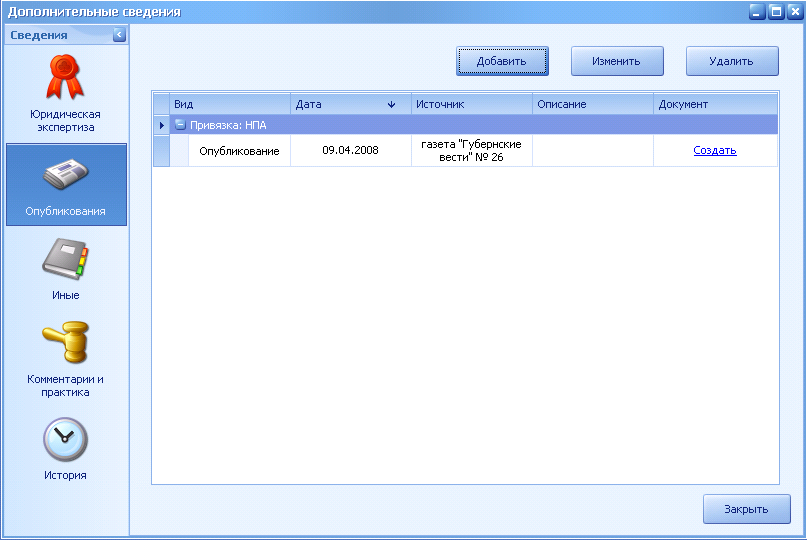 Дополнительные сведения
Сведения
Юридическая
экспертиза
Опубликования
Иные
Комментарии и
практика
История
Добавить
Изменить
Удалить
Вид
Дата
Источник
Описание
Документ
Привязка: НПА
Опубликование
09.04.2008
газета "Губернские
вести" № 26
Создать
Закрыть